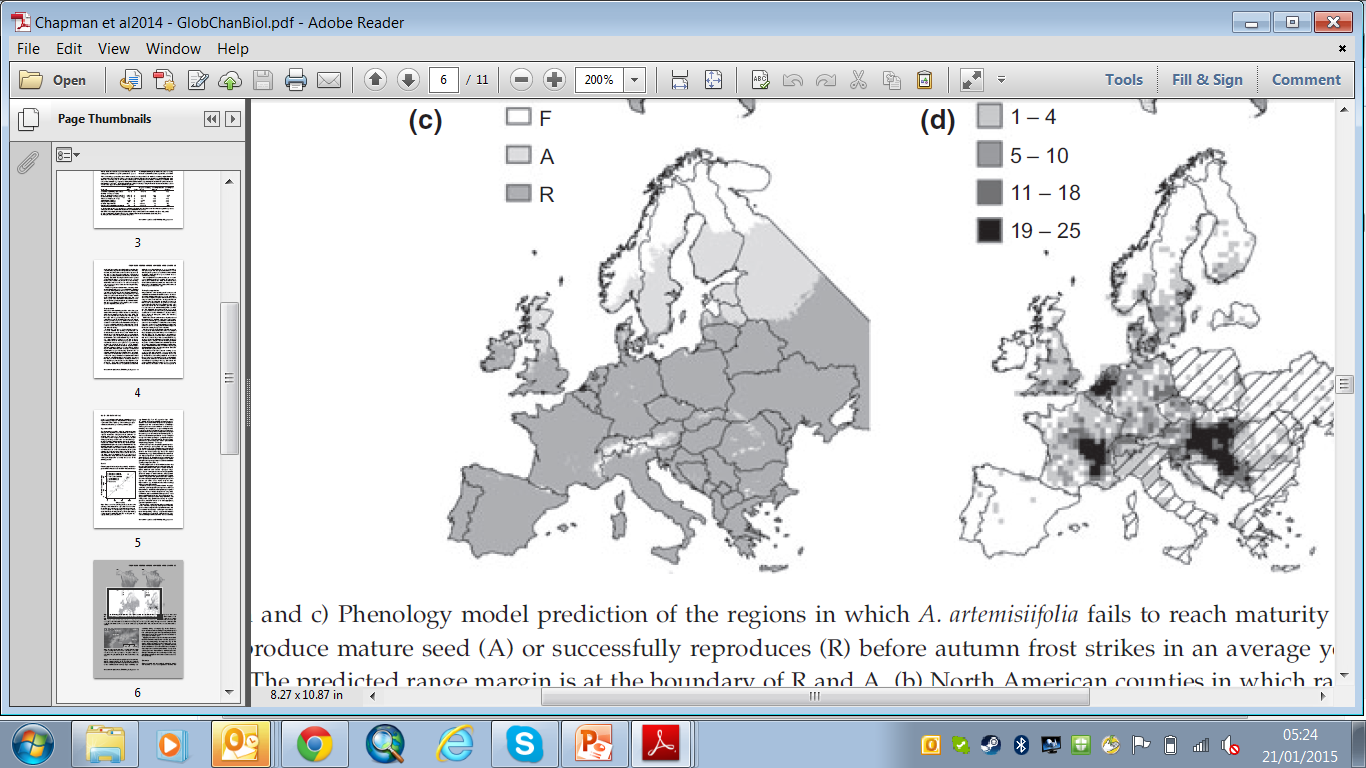 Chapman et al2014 - GlobChanBiol.pdf - Adobe Reader
File Edit View Window Help
Open 6 / 11 200% Tools Fill & Sign Comment
Page Thumbnails
3
4
5
6
(c)
F
A
R
(d)
1 – 4
5 – 10
11 – 18
19 – 25
and c) Phenology model prediction of the regions in which A. artemisiifolia fails to reach maturity
produce mature seed (A) or successfully reproduces (R) before autumn frost strikes in an average
The predicted range margin is at the boundary of R and A. (b) North American counties in which
8.27 x 10.87 in
05:24
21/01/2015